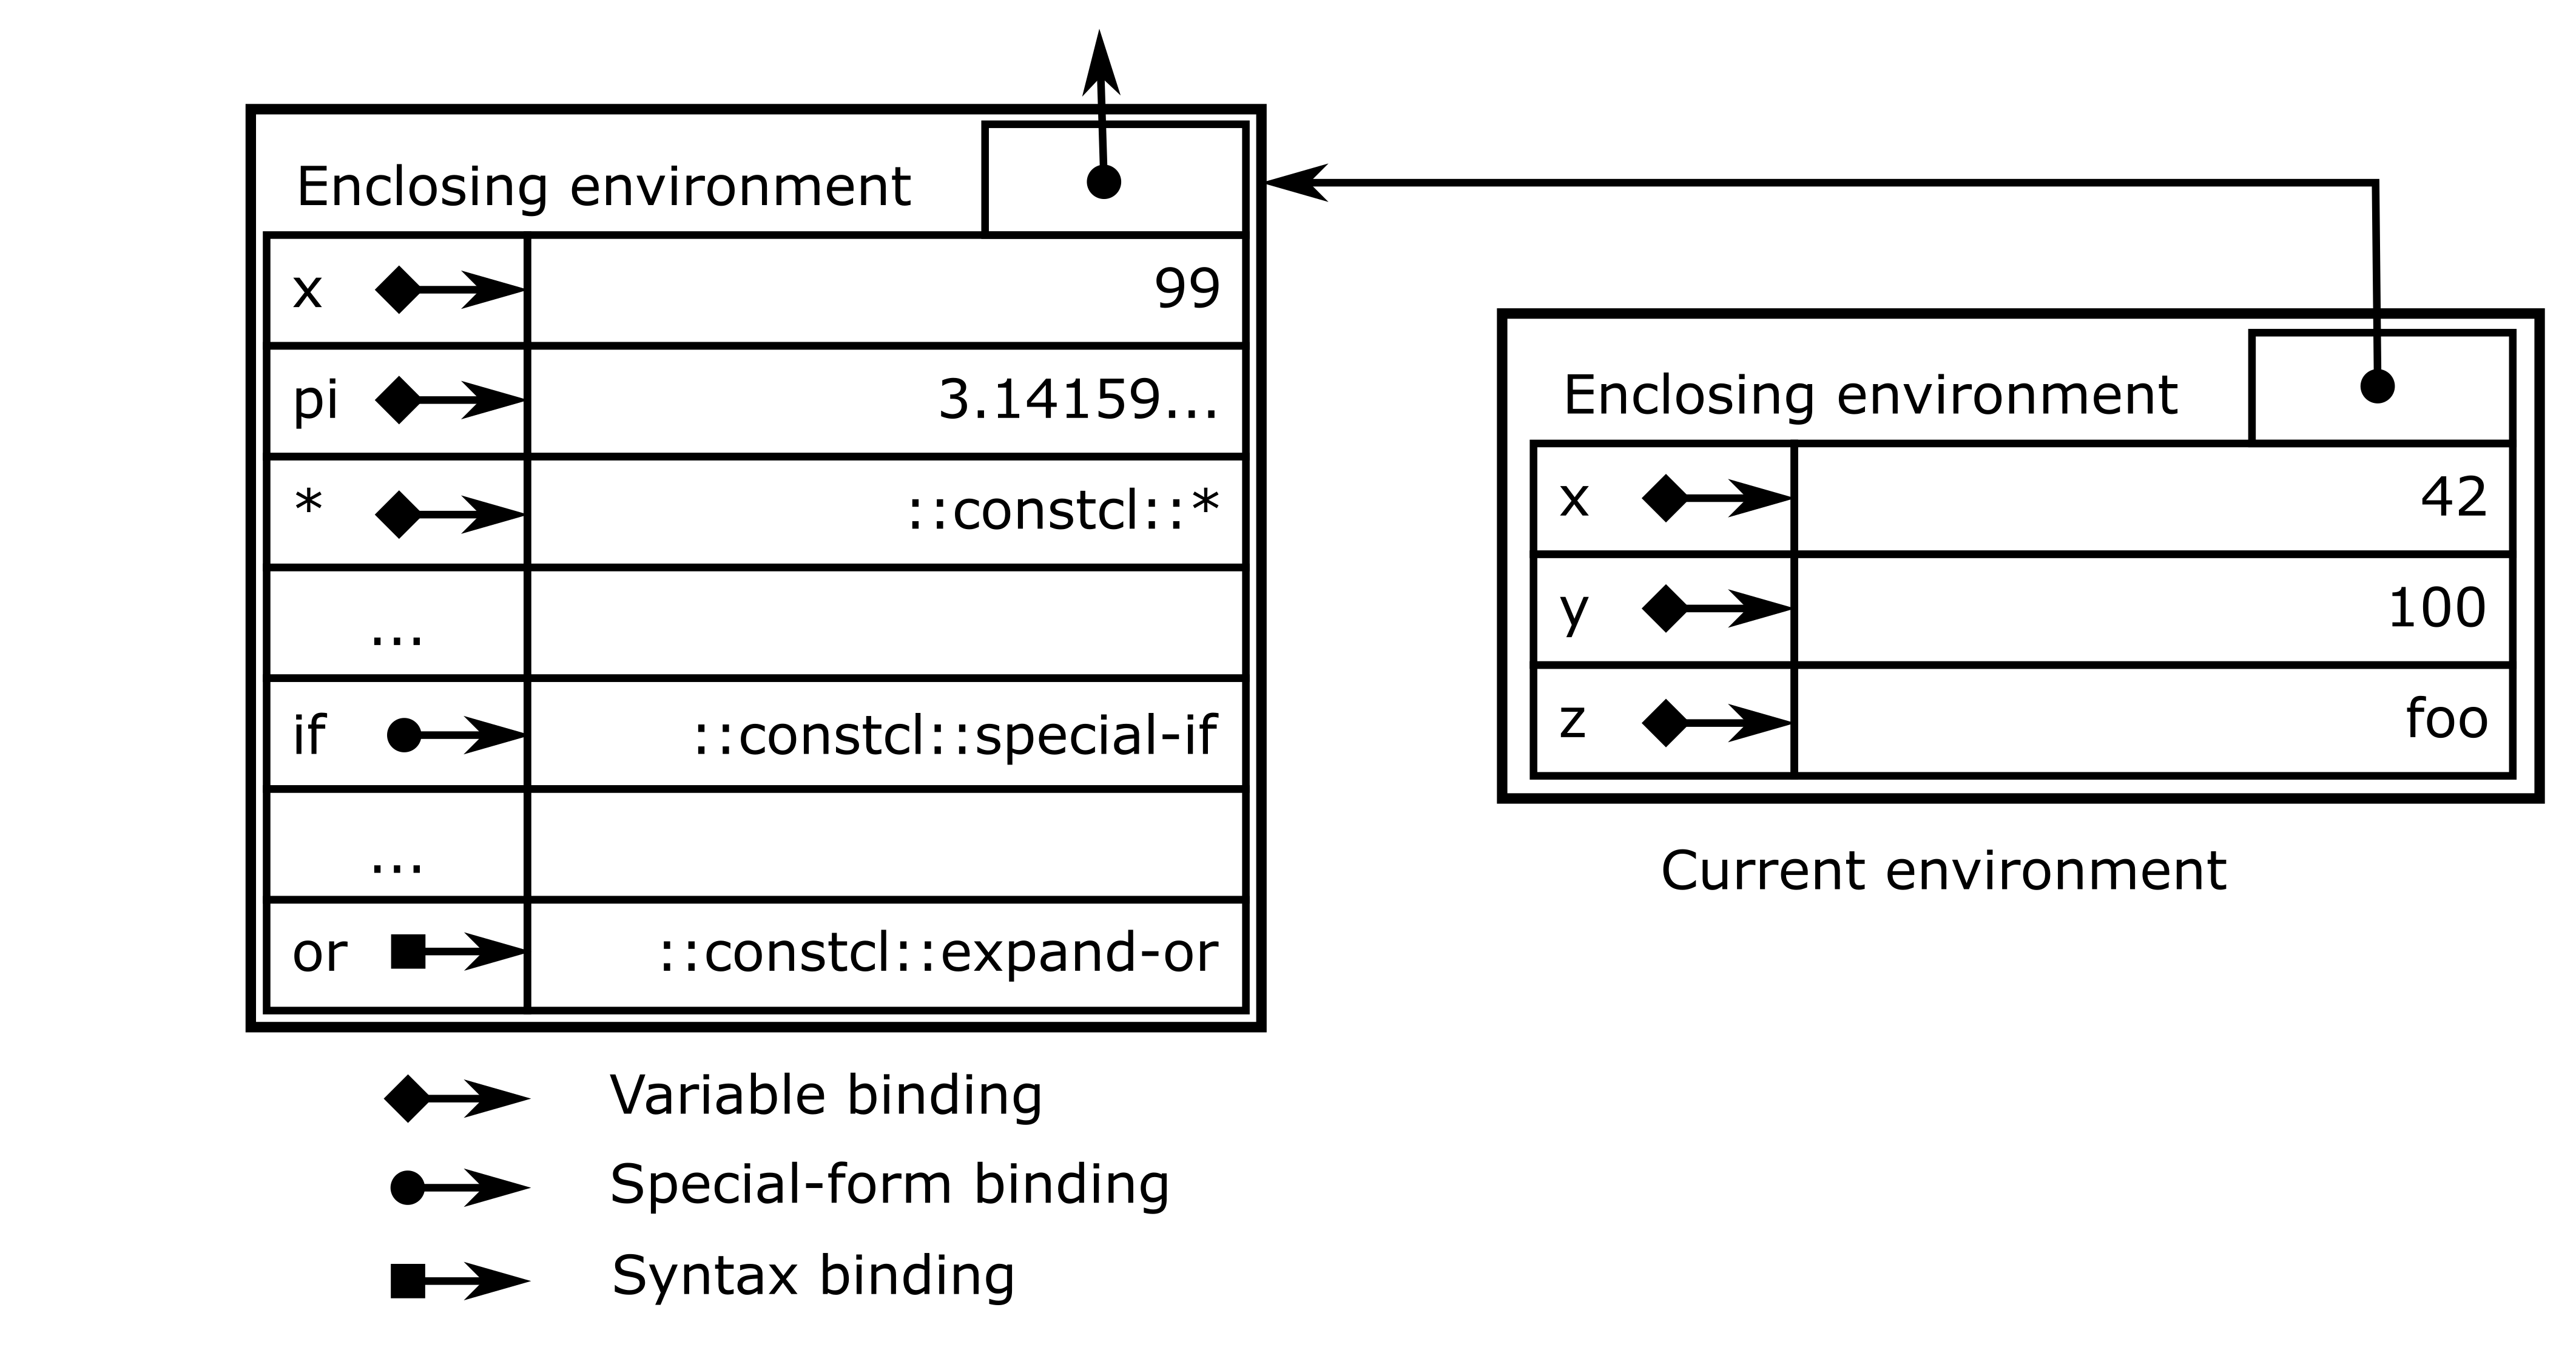 Enclosing environment
x 99
pi 3.14159...
* ::constcl::*
...
if ::constcl::special-if
...
or ::constcl::expand-or
Enclosing environment
x 42
y 100
z foo
Current environment
Variable binding
Special-form binding
Syntax binding